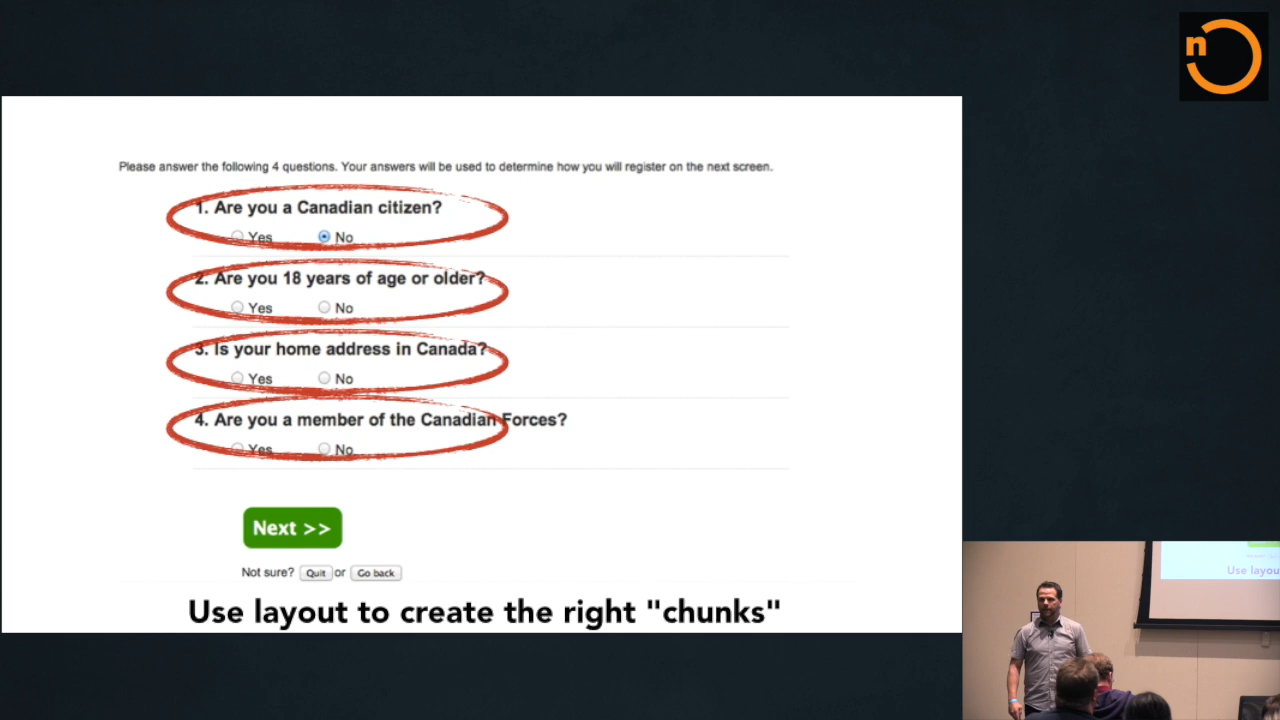 n
Please answer the following 4 questions. Your answers will be used to determine how you will register on the next screen.
1. Are you a Canadian citizen?
Yes No
2. Are you 18 years of age or older?
Yes No
3. Is your home address in Canada?
Yes No
4. Are you a member of the Canadian Forces?
Yes No
Next >>
Not sure? Quit or Go back
Use layout to create the right "chunks"
Use layou